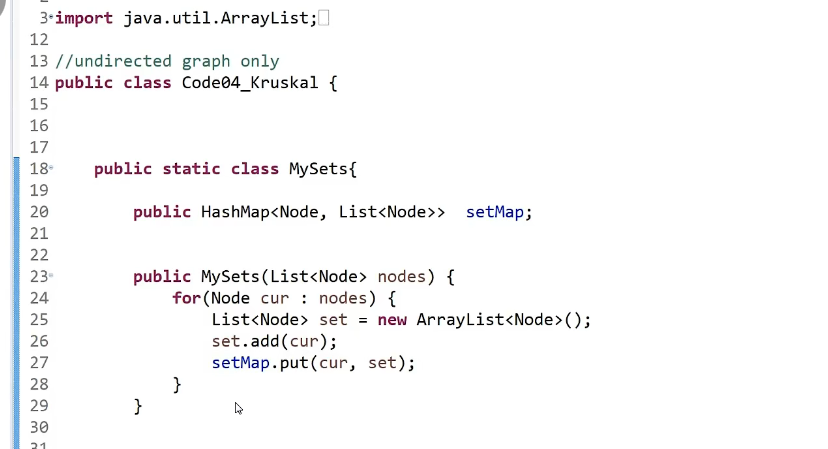 3 import java.util.ArrayList;
12
13 //undirected graph only
14 public class Code04_Kruskal {
15
16
17
18 public static class MySets{
19
20 public HashMap<Node, List<Node>> setMap;
21
22
23 public MySets(List<Node> nodes) {
24 for(Node cur : nodes) {
25 List<Node> set = new ArrayList<Node>();
26 set.add(cur);
27 setMap.put(cur, set);
28 }
29 }
30
31